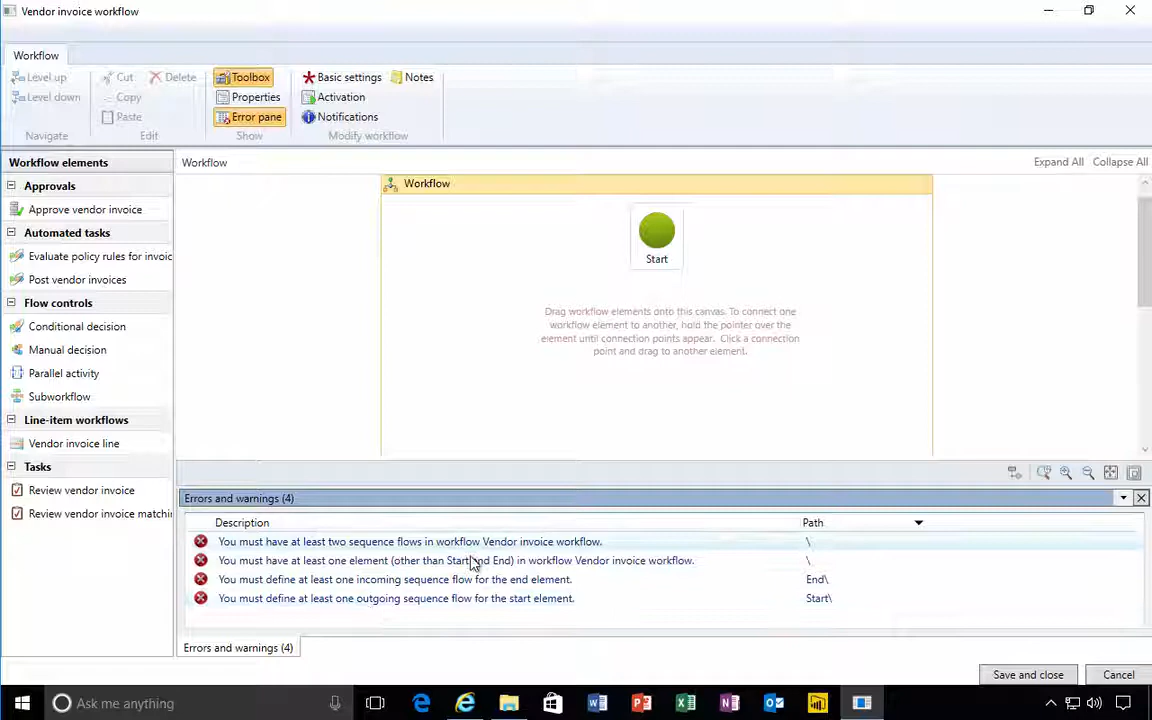 Vendor invoice workflow
Workflow
Level up
Cut
Delete
Toolbox
Basic settings
Notes
Level down
Copy
Properties
Activation
Paste
Error pane
Notifications
Navigate
Edit
Show
Modify workflow
Workflow elements
Workflow
Expand All
Collapse All
Approvals
Approve vendor invoice
Automated tasks
Evaluate policy rules for invoic
Post vendor invoices
Flow controls
Conditional decision
Manual decision
Parallel activity
Subworkflow
Line-item workflows
Vendor invoice line
Tasks
Review vendor invoice
Review vendor invoice matchi
Workflow
Start
Drag workflow elements onto this canvas. To connect one
workflow element to another, hold the pointer over the
element until connection points appear. Click a connection
point and drag to another element.
Errors and warnings (4)
Description
Path
You must have at least two sequence flows in workflow Vendor invoice workflow.
\
You must have at least one element (other than Start and End) in workflow Vendor invoice workflow.
\
You must define at least one incoming sequence flow for the end element.
End\
You must define at least one outgoing sequence flow for the start element.
Start\
Errors and warnings (4)
Save and close
Cancel
Ask me anything